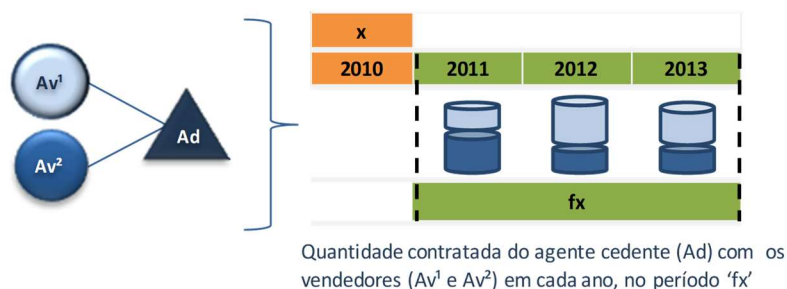 x
2010 2011 2012 2013
Av¹
Ad
Av²
fx
Quantidade contratada do agente cedente (Ad) com os
vendedores (Av¹ e Av²) em cada ano, no período ‘fx’